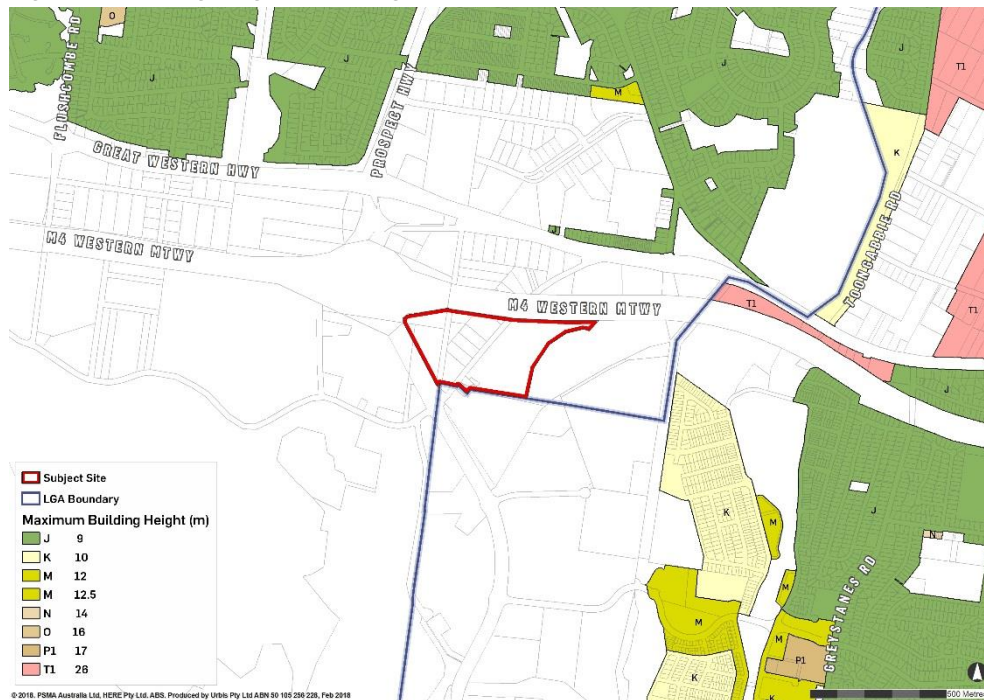 O
J
J
J
J
T1
FLUSHCOMBE RD
PROSPECT HWY
M
GREAT WESTERN HWY
K
TOONGABBIE RD
M4 WESTERN MTWY
J
M4 WESTERN MTWY
T1
T1
J
K
J
K
M
N
M
M
M
P1
K
K
GREYSTANES RD
Subject Site
LGA Boundary
Maximum Building Height (m)
J 9
K 10
M 12
M 12.5
N 14
O 16
P1 17
T1 26
© 2018. PSMA Australia Ltd, HERE Pty Ltd. ABS. Produced by Urbis Pty Ltd ABN 50 105 256 228, Feb 2018
500 Metres